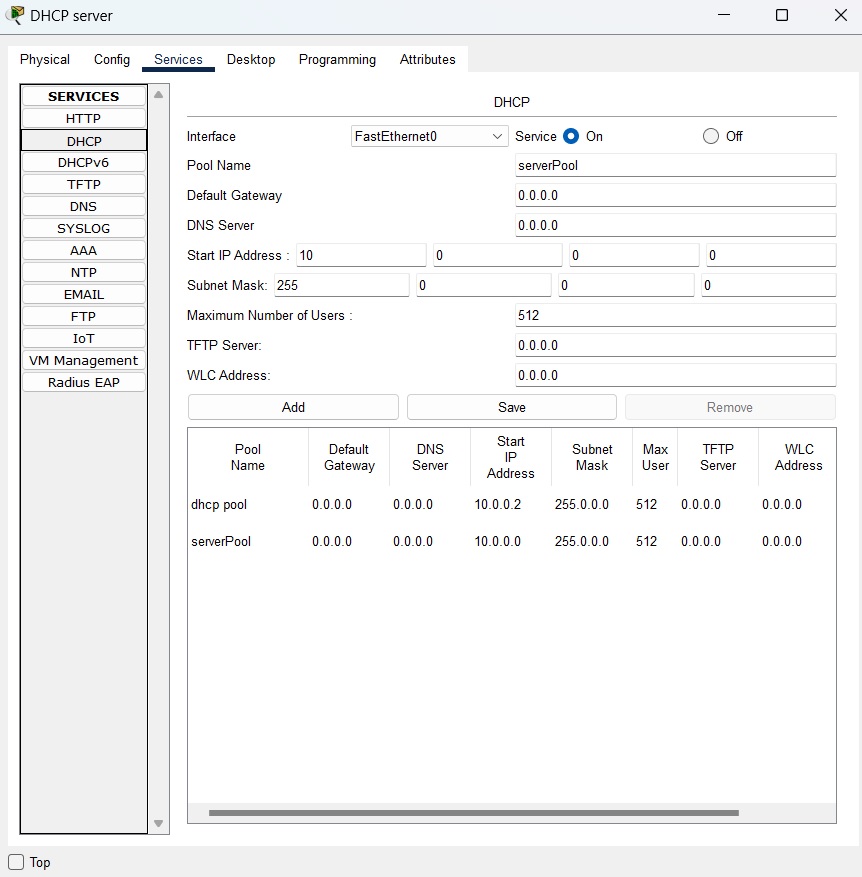 DHCP server
Physical Config Services Desktop Programming Attributes
SERVICES
HTTP
DHCP
DHCPv6
TFTP
DNS
SYSLOG
AAA
NTP
EMAIL
FTP
IoT
VM Management
Radius EAP
DHCP
Interface FastEthernet0 Service On Off
Pool Name serverPool
Default Gateway 0.0.0.0
DNS Server 0.0.0.0
Start IP Address : 10 0 0 0
Subnet Mask: 255 0 0 0
Maximum Number of Users : 512
TFTP Server: 0.0.0.0
WLC Address: 0.0.0.0
Add Save Remove
Pool Name Default Gateway DNS Server Start IP Address Subnet Mask Max User TFTP Server WLC Address
dhcp pool 0.0.0.0 0.0.0.0 10.0.0.2 255.0.0.0 512 0.0.0.0 0.0.0.0
serverPool 0.0.0.0 0.0.0.0 10.0.0.0 255.0.0.0 512 0.0.0.0 0.0.0.0
Top